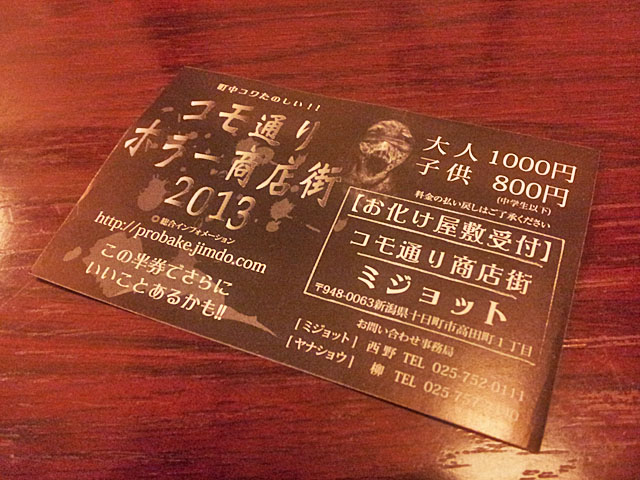 町中コワたのしい!!
コモ通り
ホラー商店街
2013
◎総合インフォメーション
http://probake.jimdo.com
この半券でさらに
いいことあるかも!!
大人 1000円
子供 800円
(中学生以下)
料金の払い戻しはご了承ください
[お化け屋敷受付]
コモ通り商店街
ミジョット
〒948-0063新潟県十日町市高田町1丁目
お問い合わせ事務局
[ミジョット] 西野 TEL 025-752-0111
[ヤナショウ] 柳 TEL